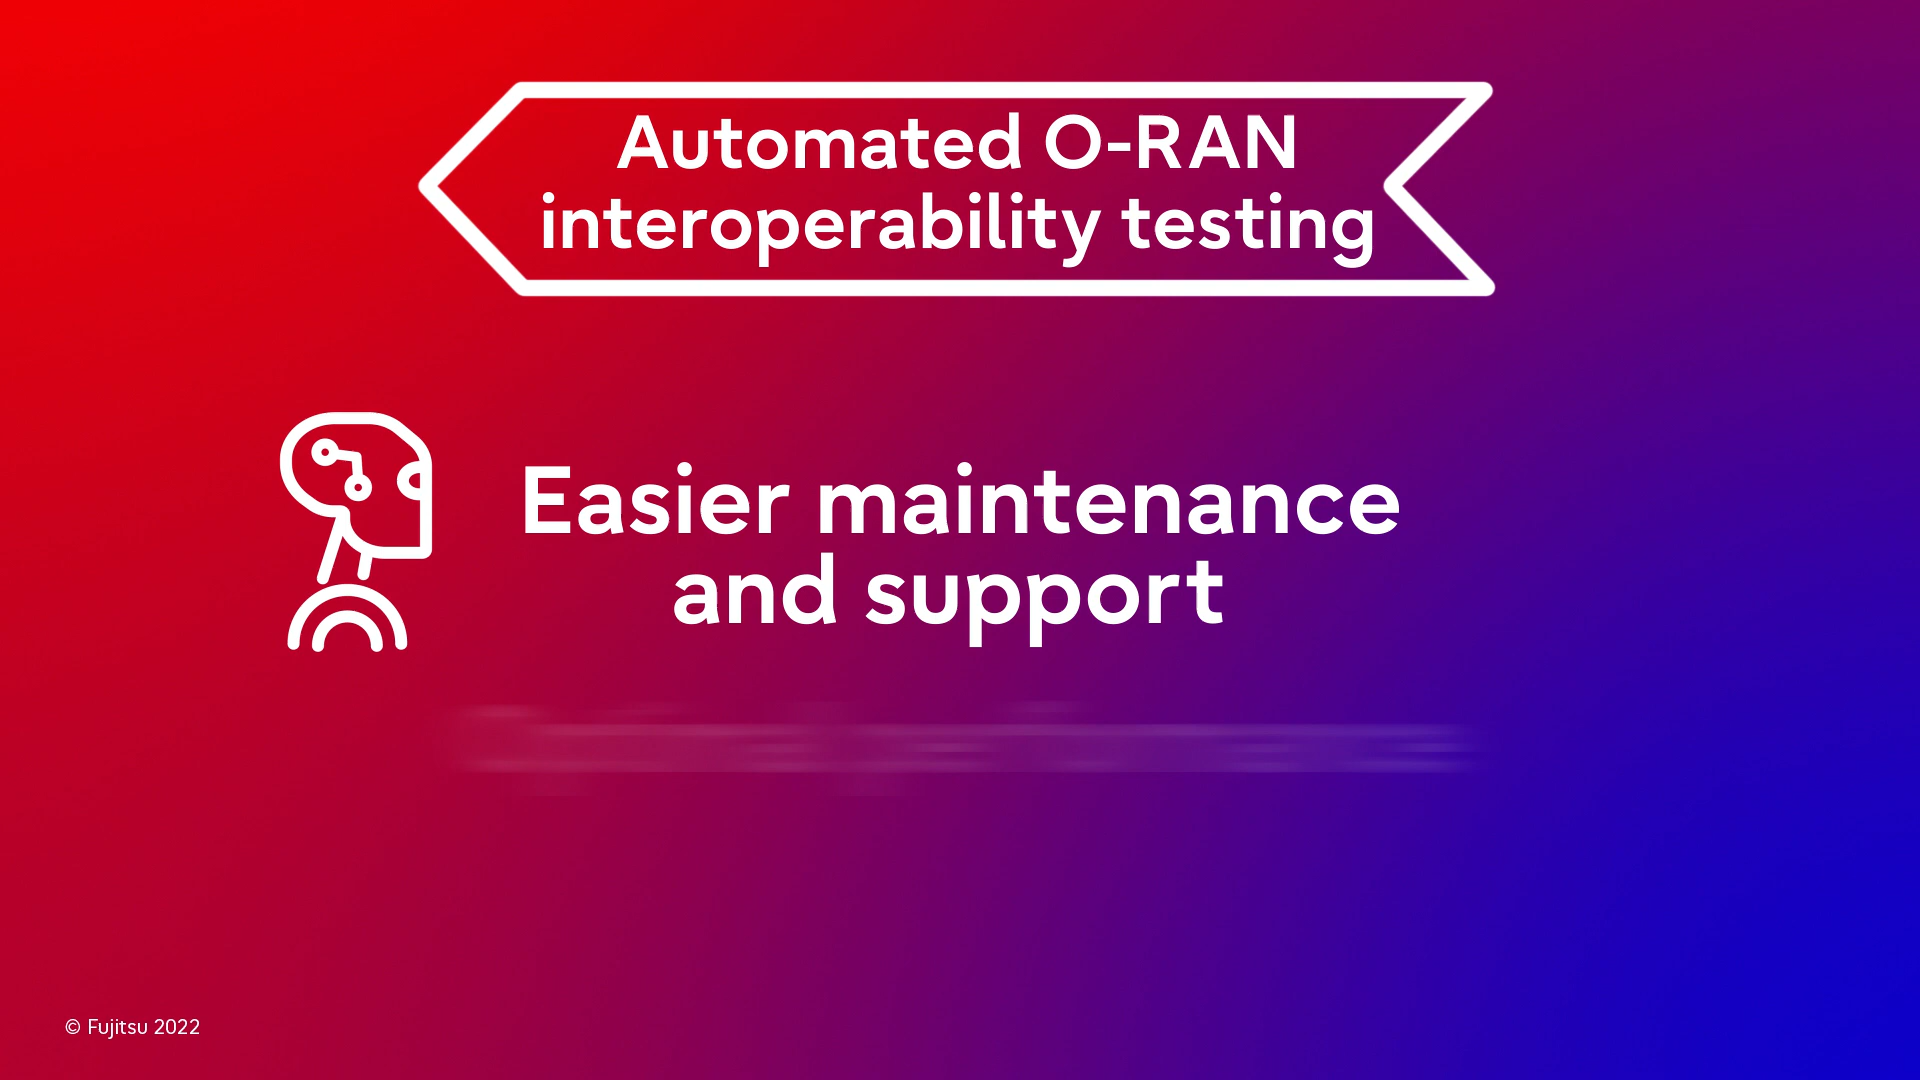 Automated O-RAN
interoperability testing
Easier maintenance
and support
© Fujitsu 2022